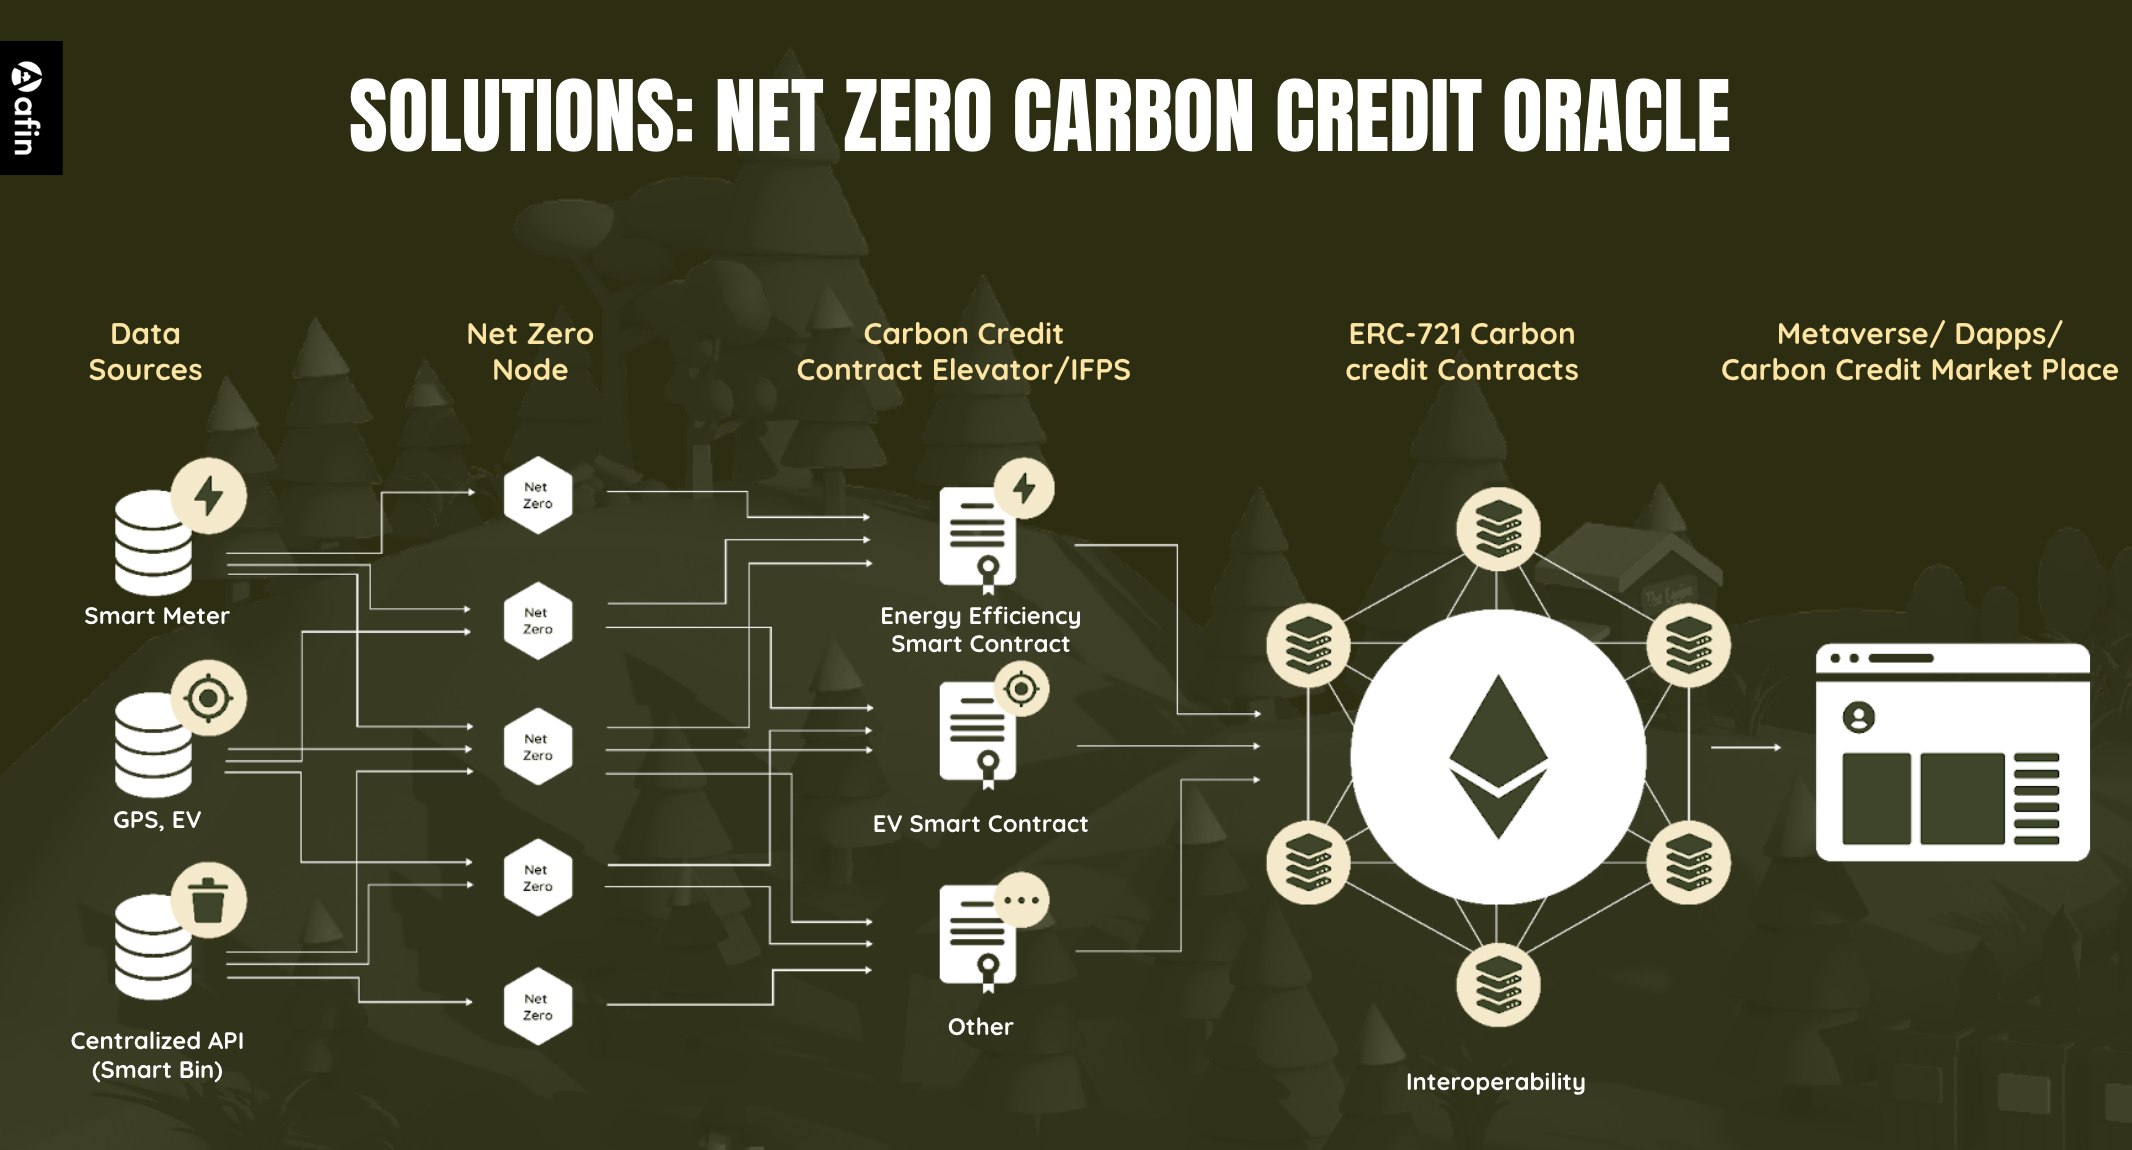 afin
SOLUTIONS: NET ZERO CARBON CREDIT ORACLE
Data
Sources
Net Zero
Node
Carbon Credit
Contract Elevator/IFPS
ERC-721 Carbon
credit Contracts
Metaverse/ Dapps/
Carbon Credit Market Place
Smart Meter
GPS, EV
Centralized API
(Smart Bin)
Net
Zero
Net
Zero
Net
Zero
Net
Zero
Net
Zero
Energy Efficiency
Smart Contract
EV Smart Contract
Other
Interoperability